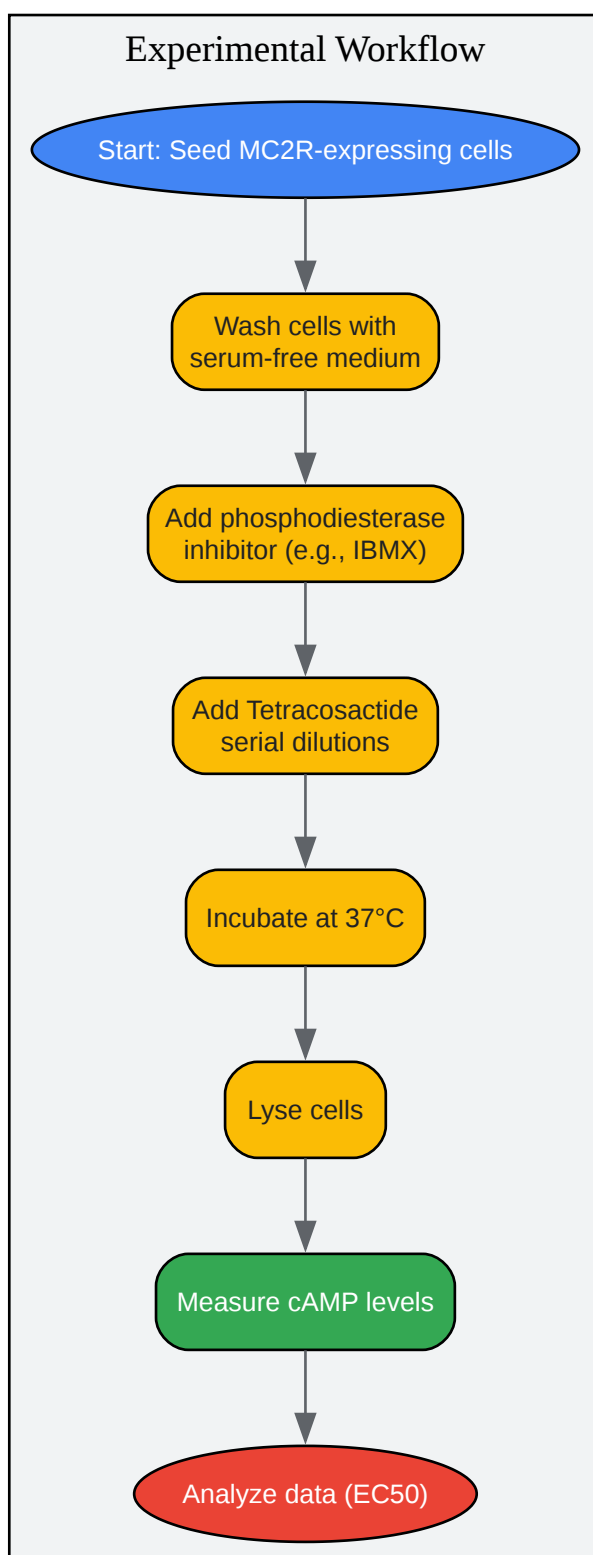 Experimental Workflow
Start: Seed MC2R-expressing cells
Wash cells with
serum-free medium
Add phosphodiesterase
inhibitor (e.g., IBMX)
Add Tetracosactide
serial dilutions
Incubate at 37°C
Lyse cells
Measure cAMP levels
Analyze data (EC50)